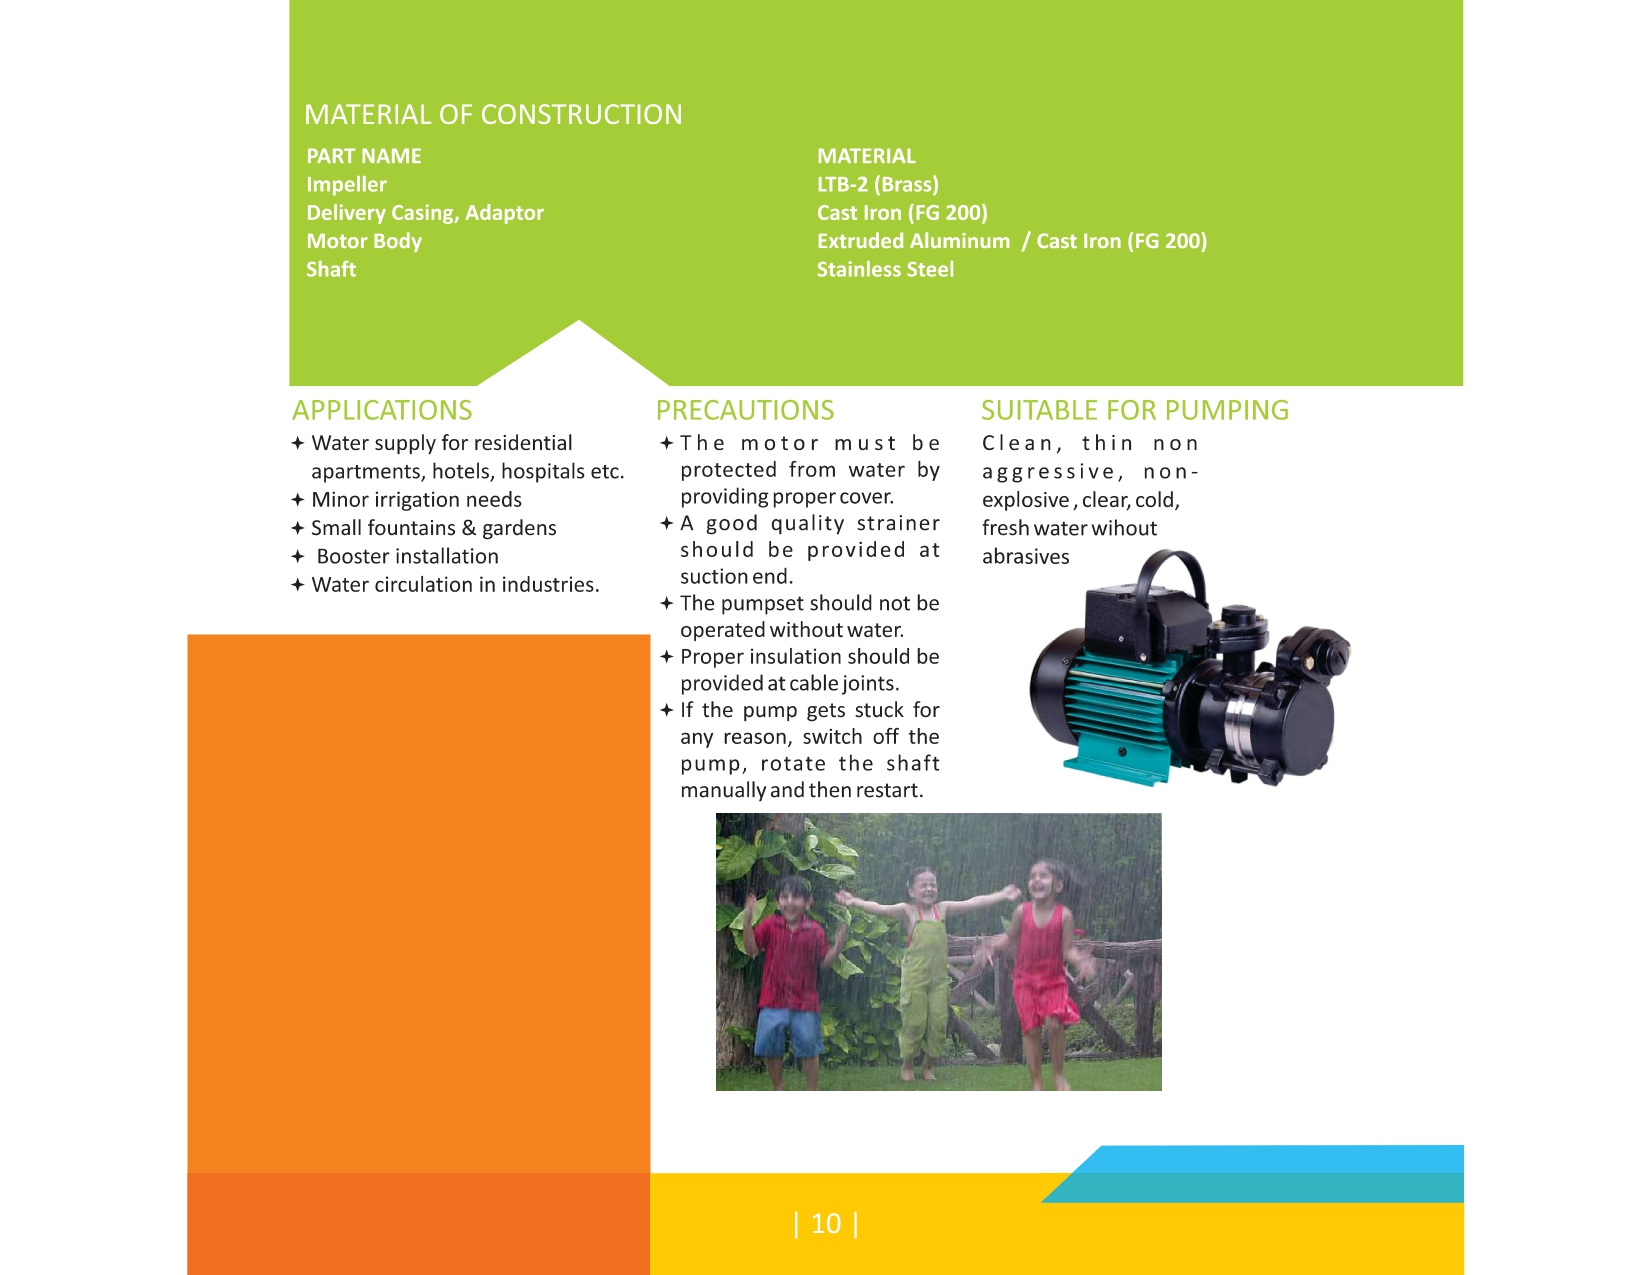 MATERIAL OF CONSTRUCTION
PART NAME MATERIAL
Impeller LTB-2 (Brass)
Delivery Casing, Adaptor Cast Iron (FG 200)
Motor Body Extruded Aluminum / Cast Iron (FG 200)
Shaft Stainless Steel
APPLICATIONS
Water supply for residential
apartments, hotels, hospitals etc.
Minor irrigation needs
Small fountains & gardens
Booster installation
Water circulation in industries.
PRECAUTIONS
The motor must be
protected from water by
providing proper cover.
A good quality strainer
should be provided at
suction end.
The pumpset should not be
operated without water.
Proper insulation should be
provided at cable joints.
If the pump gets stuck for
any reason, switch off the
pump, rotate the shaft
manually and then restart.
SUITABLE FOR PUMPING
Clean, thin non
aggressive, non-
explosive , clear, cold,
fresh water wihout
abrasives
| 10 |